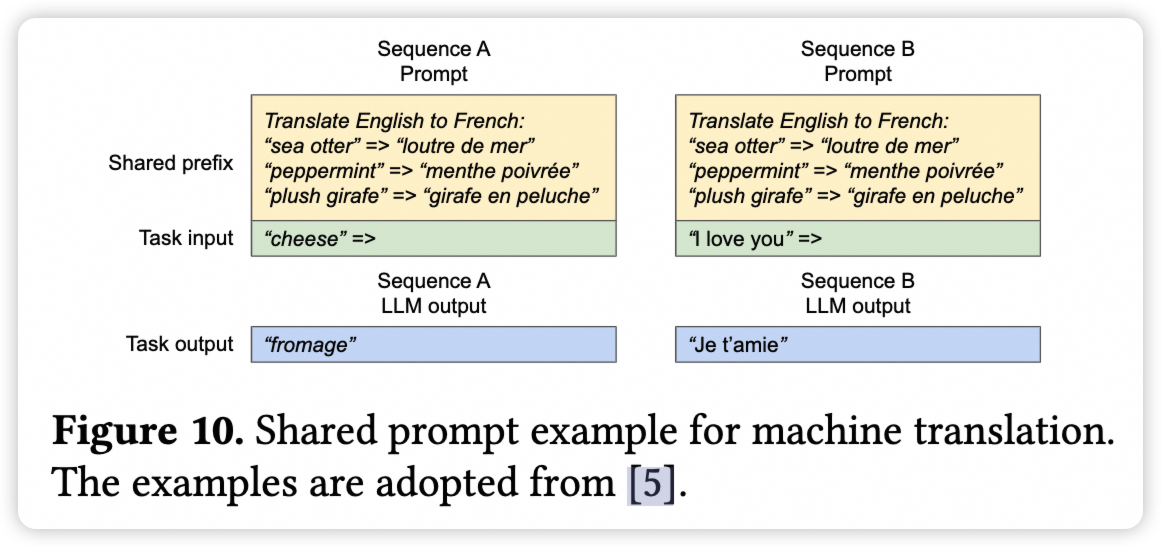 Sequence A
Prompt
Sequence B
Prompt
Shared prefix
Translate English to French:
“sea otter” => “loutre de mer”
“peppermint” => “menthe poivrée”
“plush girafe” => “girafe en peluche”
Translate English to French:
“sea otter” => “loutre de mer”
“peppermint” => “menthe poivrée”
“plush girafe” => “girafe en peluche”
Task input
“cheese” =>
“I love you” =>
Sequence A
LLM output
Sequence B
LLM output
Task output
“fromage”
“Je t’amie”
Figure 10. Shared prompt example for machine translation.
The examples are adopted from [5].